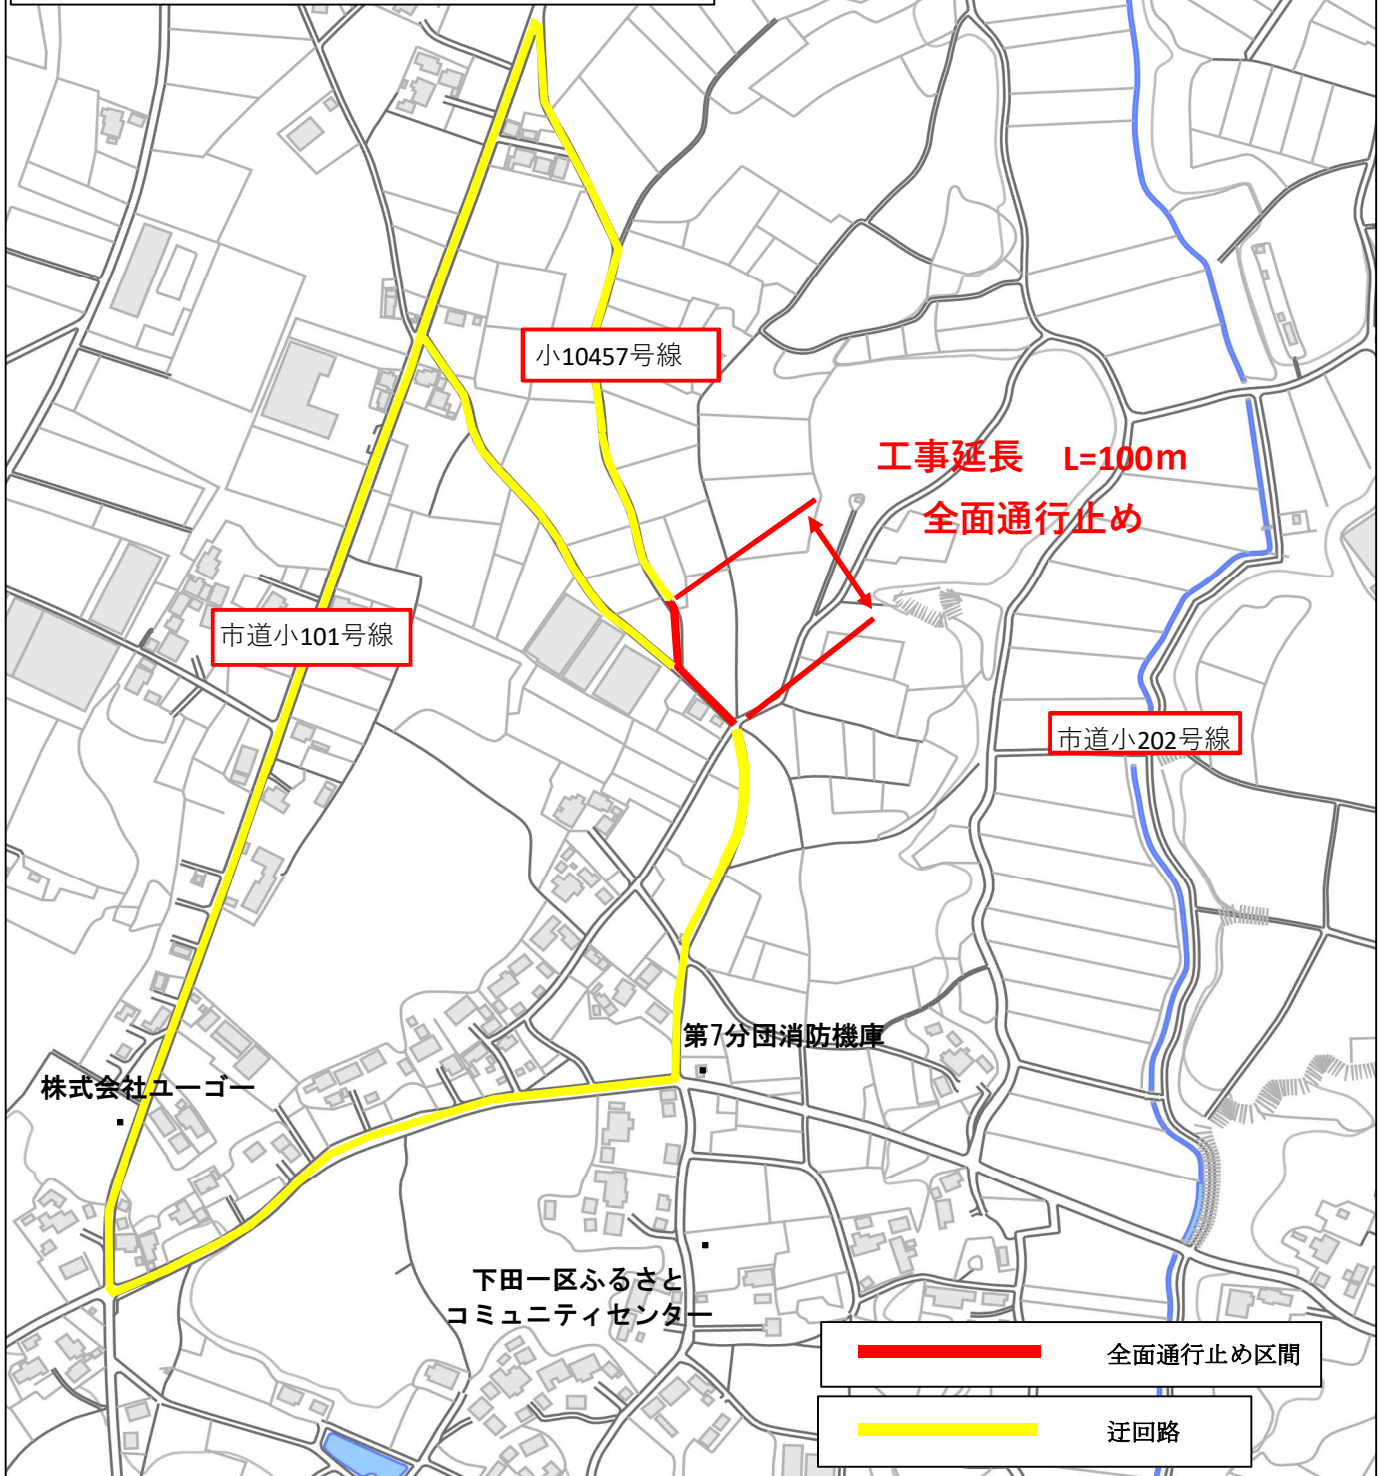 小10457号線
工事延長　L=100m
全面通行止め
市道小101号線
市道小202号線
第7分団消防機庫
株式会社ユーゴー
下田一区ふるさと
コミュニティセンター
全面通行止め区間
迂回路